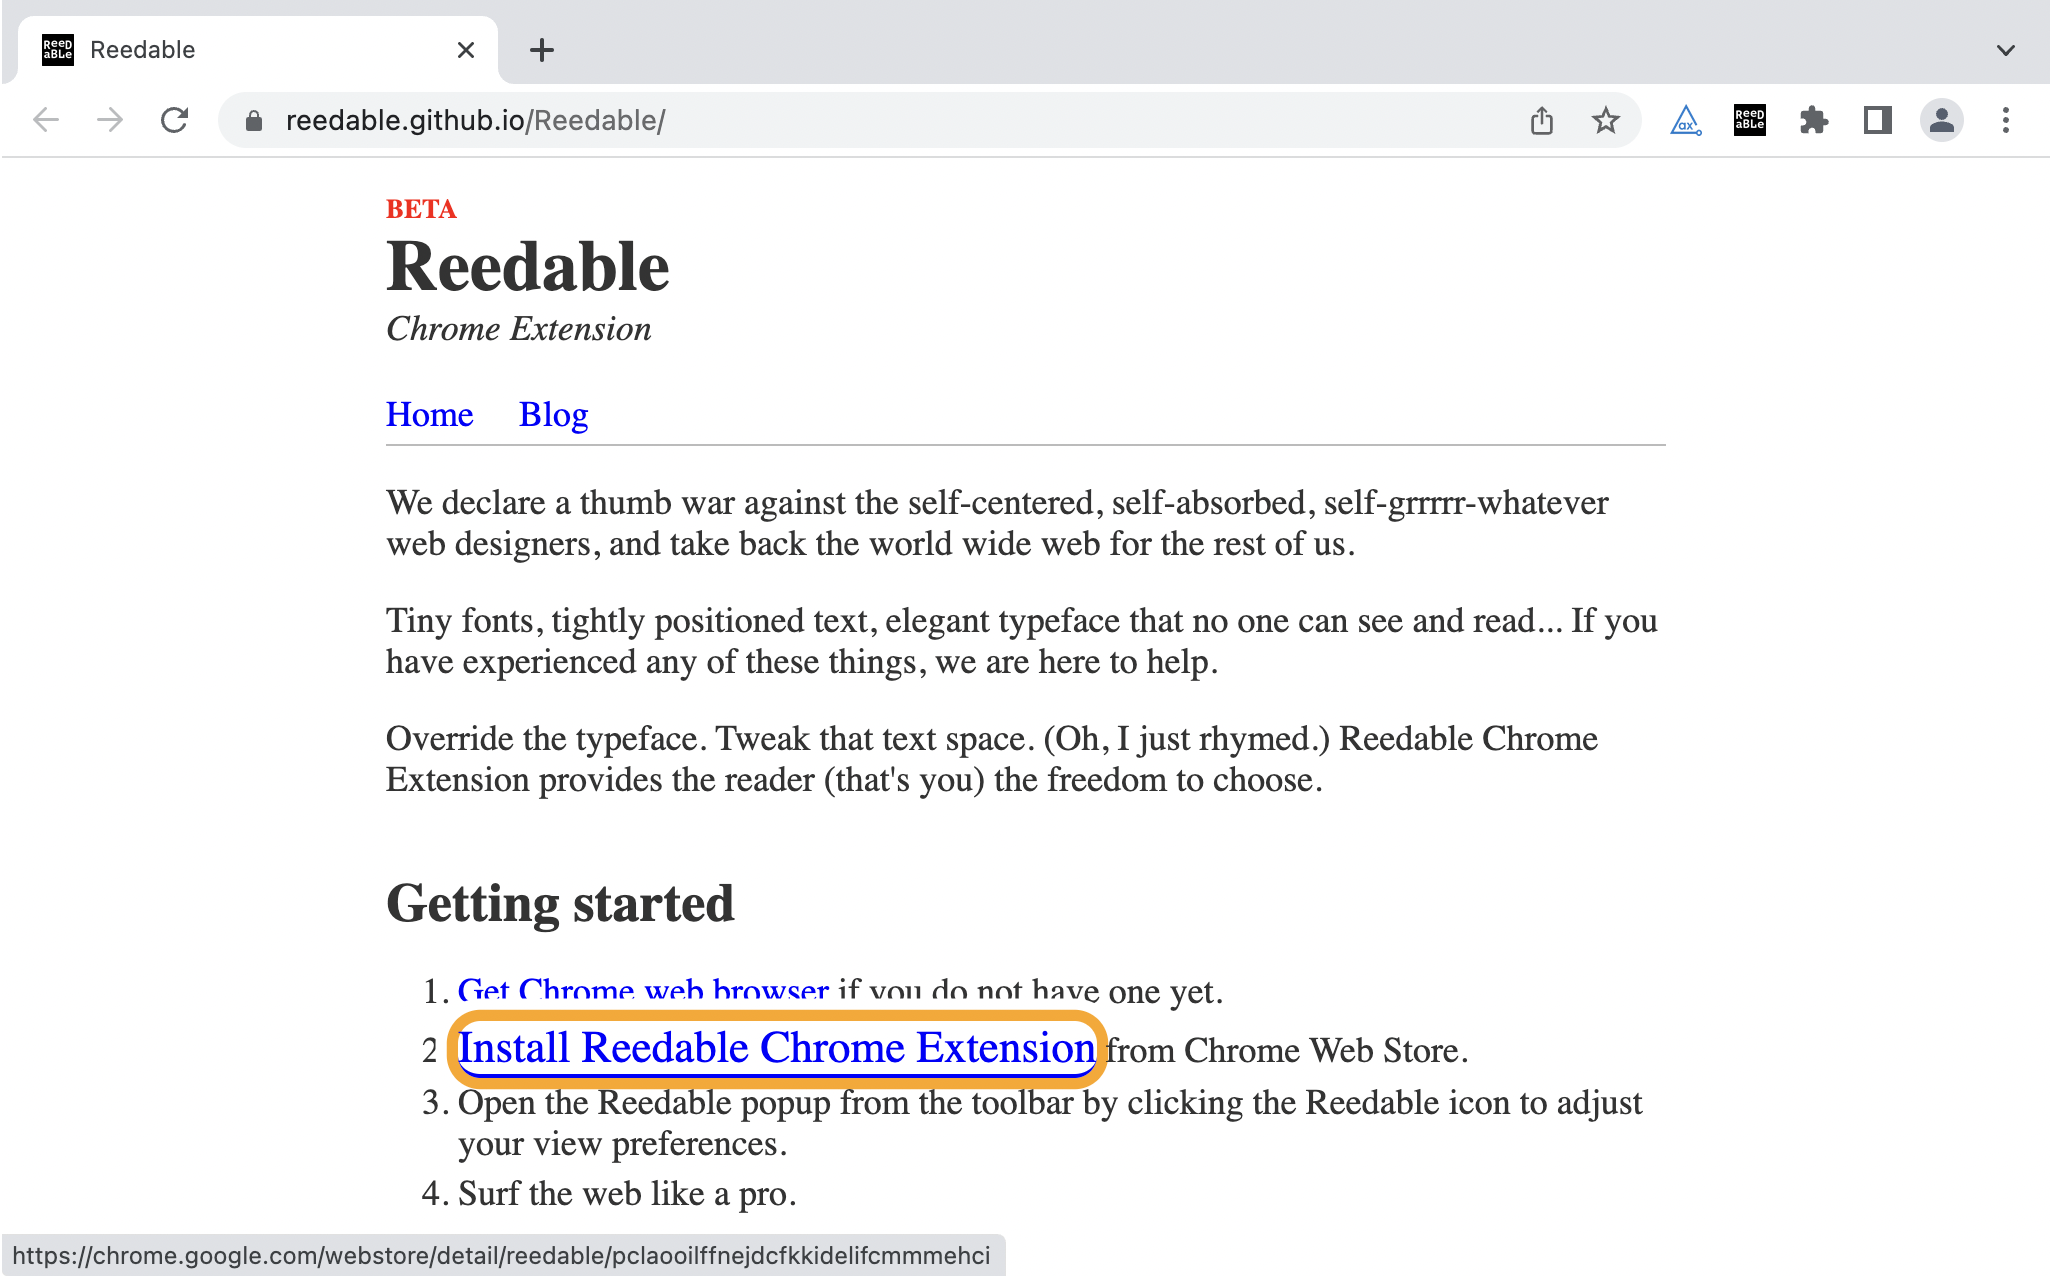 ReeD
aBLe
Reedable
reedable.github.io/Reedable/
ax
ReeD
aBLe
BETA
Reedable
Chrome Extension
Home Blog
We declare a thumb war against the self-centered, self-absorbed, self-grrrrr-whatever
web designers, and take back the world wide web for the rest of us.
Tiny fonts, tightly positioned text, elegant typeface that no one can see and read... If you
have experienced any of these things, we are here to help.
Override the typeface. Tweak that text space. (Oh, I just rhymed.) Reedable Chrome
Extension provides the reader (that's you) the freedom to choose.
Getting started
1. Get Chrome web browser if you do not have one yet.
2 Install Reedable Chrome Extension from Chrome Web Store.
3. Open the Reedable popup from the toolbar by clicking the Reedable icon to adjust
your view preferences.
4. Surf the web like a pro.
https://chrome.google.com/webstore/detail/reedable/pclaooilffnejdcfkkidelifcmmmehci